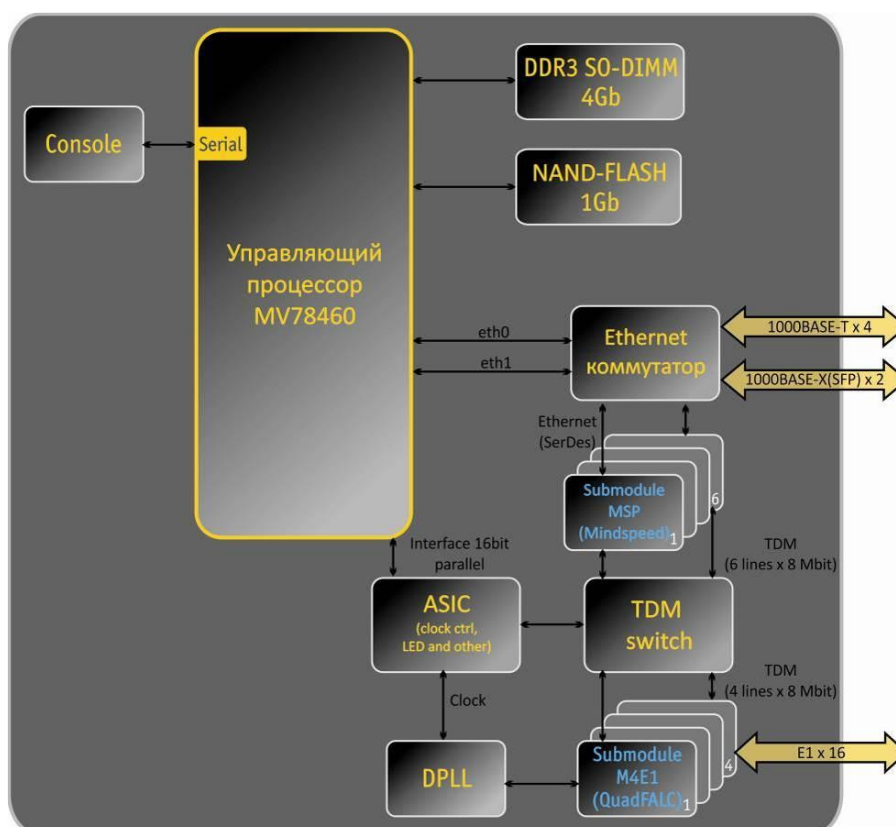 DDR3 SO-DIMM
4Gb
Console
Serial
NAND-FLASH
1Gb
Управляющий
процессор
MV78460
eth0
eth1
Ethernet
коммутатор
1000BASE-T x 4
1000BASE-X(SFP) x 2
Ethernet
(SerDes)
Submodule
MSP
(Mindspeed)
1
6
Interface 16bit
parallel
TDM
(6 lines x 8 Mbit)
ASIC
(clock ctrl,
LED and other)
TDM
switch
TDM
(4 lines x 8 Mbit)
Clock
DPLL
Submodule
M4E1
(QuadFALC)
1
4
E1 x 16